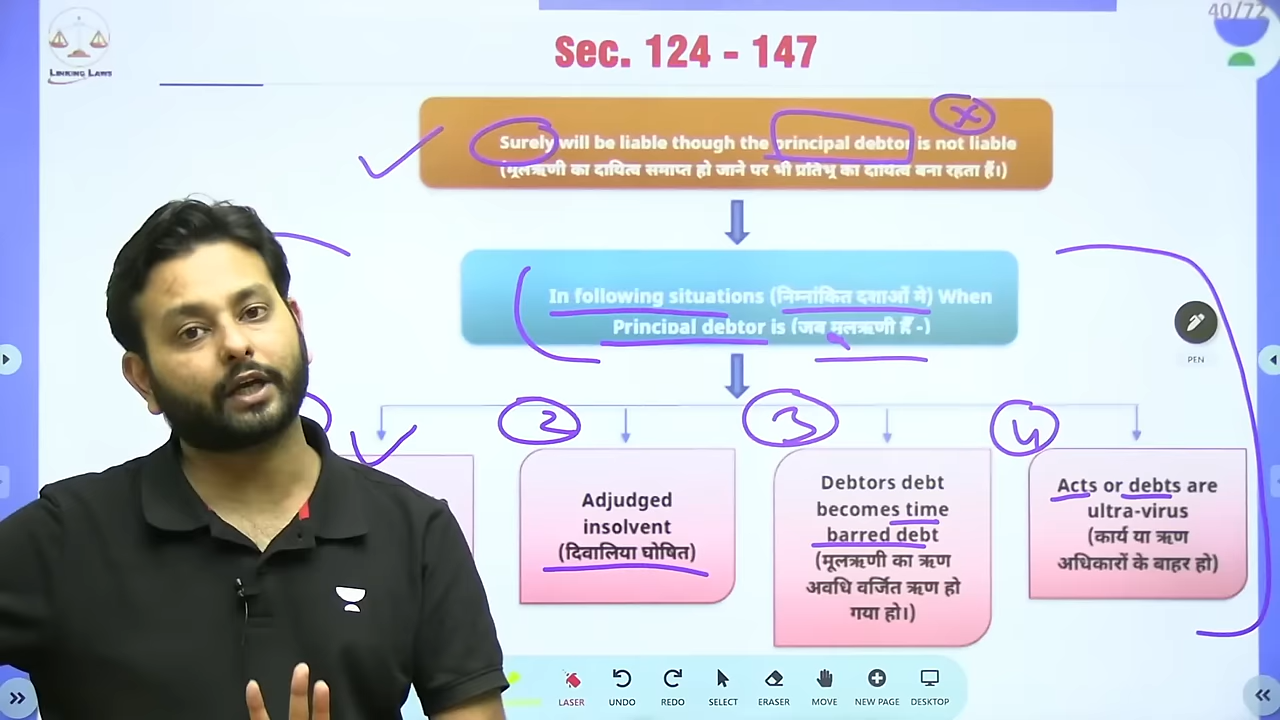 40/72
LINKING LAWS
Sec. 124 - 147
X
Surely will be liable though the principal debtor is not liable
(मूलऋणी का दायित्व समाप्त हो जाने पर भी प्रतिभू का दायित्व बना रहता हैं।)
In following situations (निम्नांकित दशाओं मे) When
Principal debtor is (जब मूलऋणी हैं -)
PEN
2
3
4
Adjudged
insolvent
(दिवालिया घोषित)
Debtors debt
becomes time
barred debt
(मूलऋणी का ऋण
अवधि वर्जित ऋण हो
गया हो।)
Acts or debts are
ultra-virus
(कार्य या ऋण
अधिकारों के बाहर हो)
LASER
UNDO
REDO
SELECT
ERASER
MOVE
NEW PAGE
DESKTOP